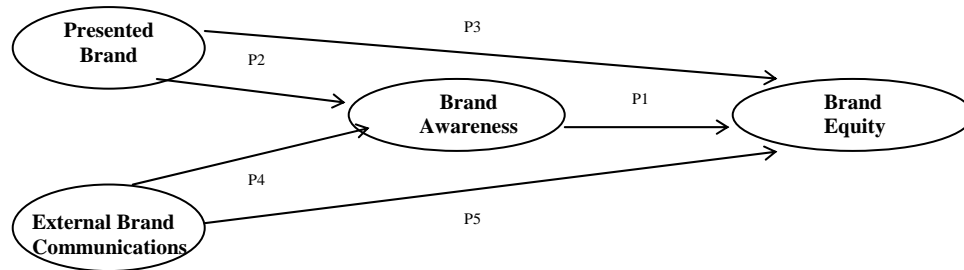 Presented
Brand
P3
P2
Brand
Awareness
P1
Brand
Equity
P4
External Brand
Communications
P5